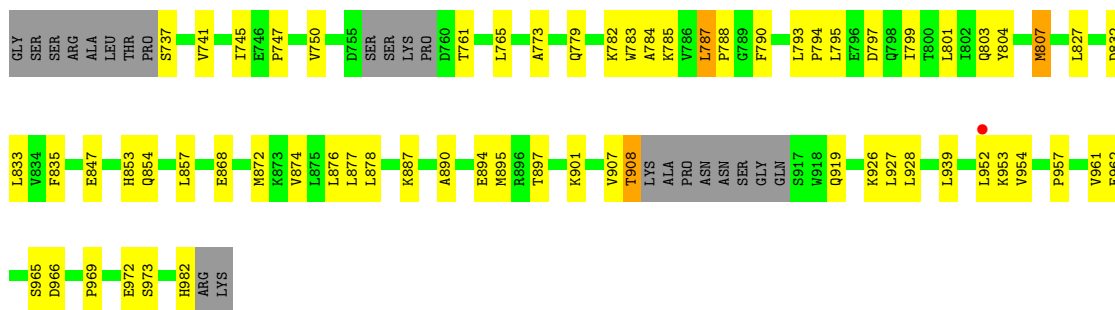 GLY SER SER ARG ALA LEU THR PRO S737 V741 I745 E746 P747 V750 D755 SER SER LYS PRO D760 T761 L765 A773 Q779 K782 W783 A784 K785 V786 L787 P788 G789 F790 L793 P794 L795 E796 D797 Q798 I799 T800 L801 I802 Q803 Y804 M807 L827
L833 V834 F835 E847 H853 Q854 L857 E868 M872 K873 V874 L875 L876 L877 L878 K887 A890 E894 M895 R896 T897 K901 V907 T908 LYS ALA PRO ASN ASN SER GLY GLN S917 W918 Q919 K926 L927 L928 L939 L952 K953 V954 P957 V961
S965 D966 P969 E972 S973 H982 ARG LYS